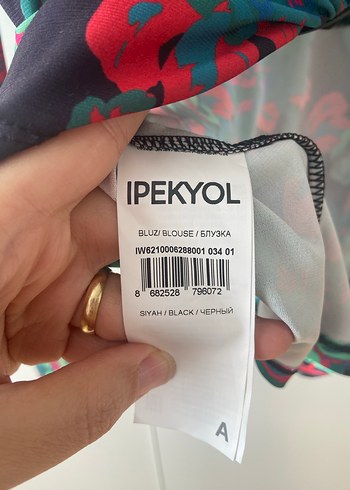 IPEKYOL
BLUZ/ BLOUSE / БЛУЗКА
IW6210006288001 034 01
8 682528 796072
SIYAH / BLACK / ЧЕРНЫЙ
A